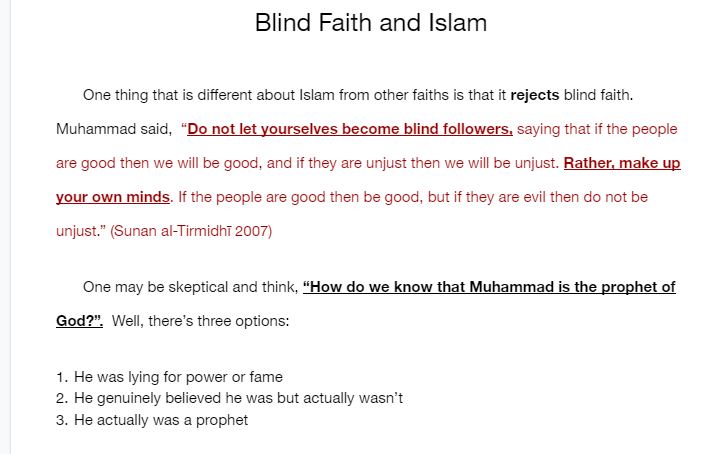 Blind Faith and Islam
One thing that is different about Islam from other faiths is that it rejects blind faith.
Muhammad said,  “Do not let yourselves become blind followers, saying that if the people
are good then we will be good, and if they are unjust then we will be unjust. Rather, make up
your own minds. If the people are good then be good, but if they are evil then do not be
unjust.” (Sunan al-Tirmidhī 2007)
One may be skeptical and think, “How do we know that Muhammad is the prophet of
God?”.  Well, there’s three options:
1. He was lying for power or fame
2. He genuinely believed he was but actually wasn’t
3. He actually was a prophet